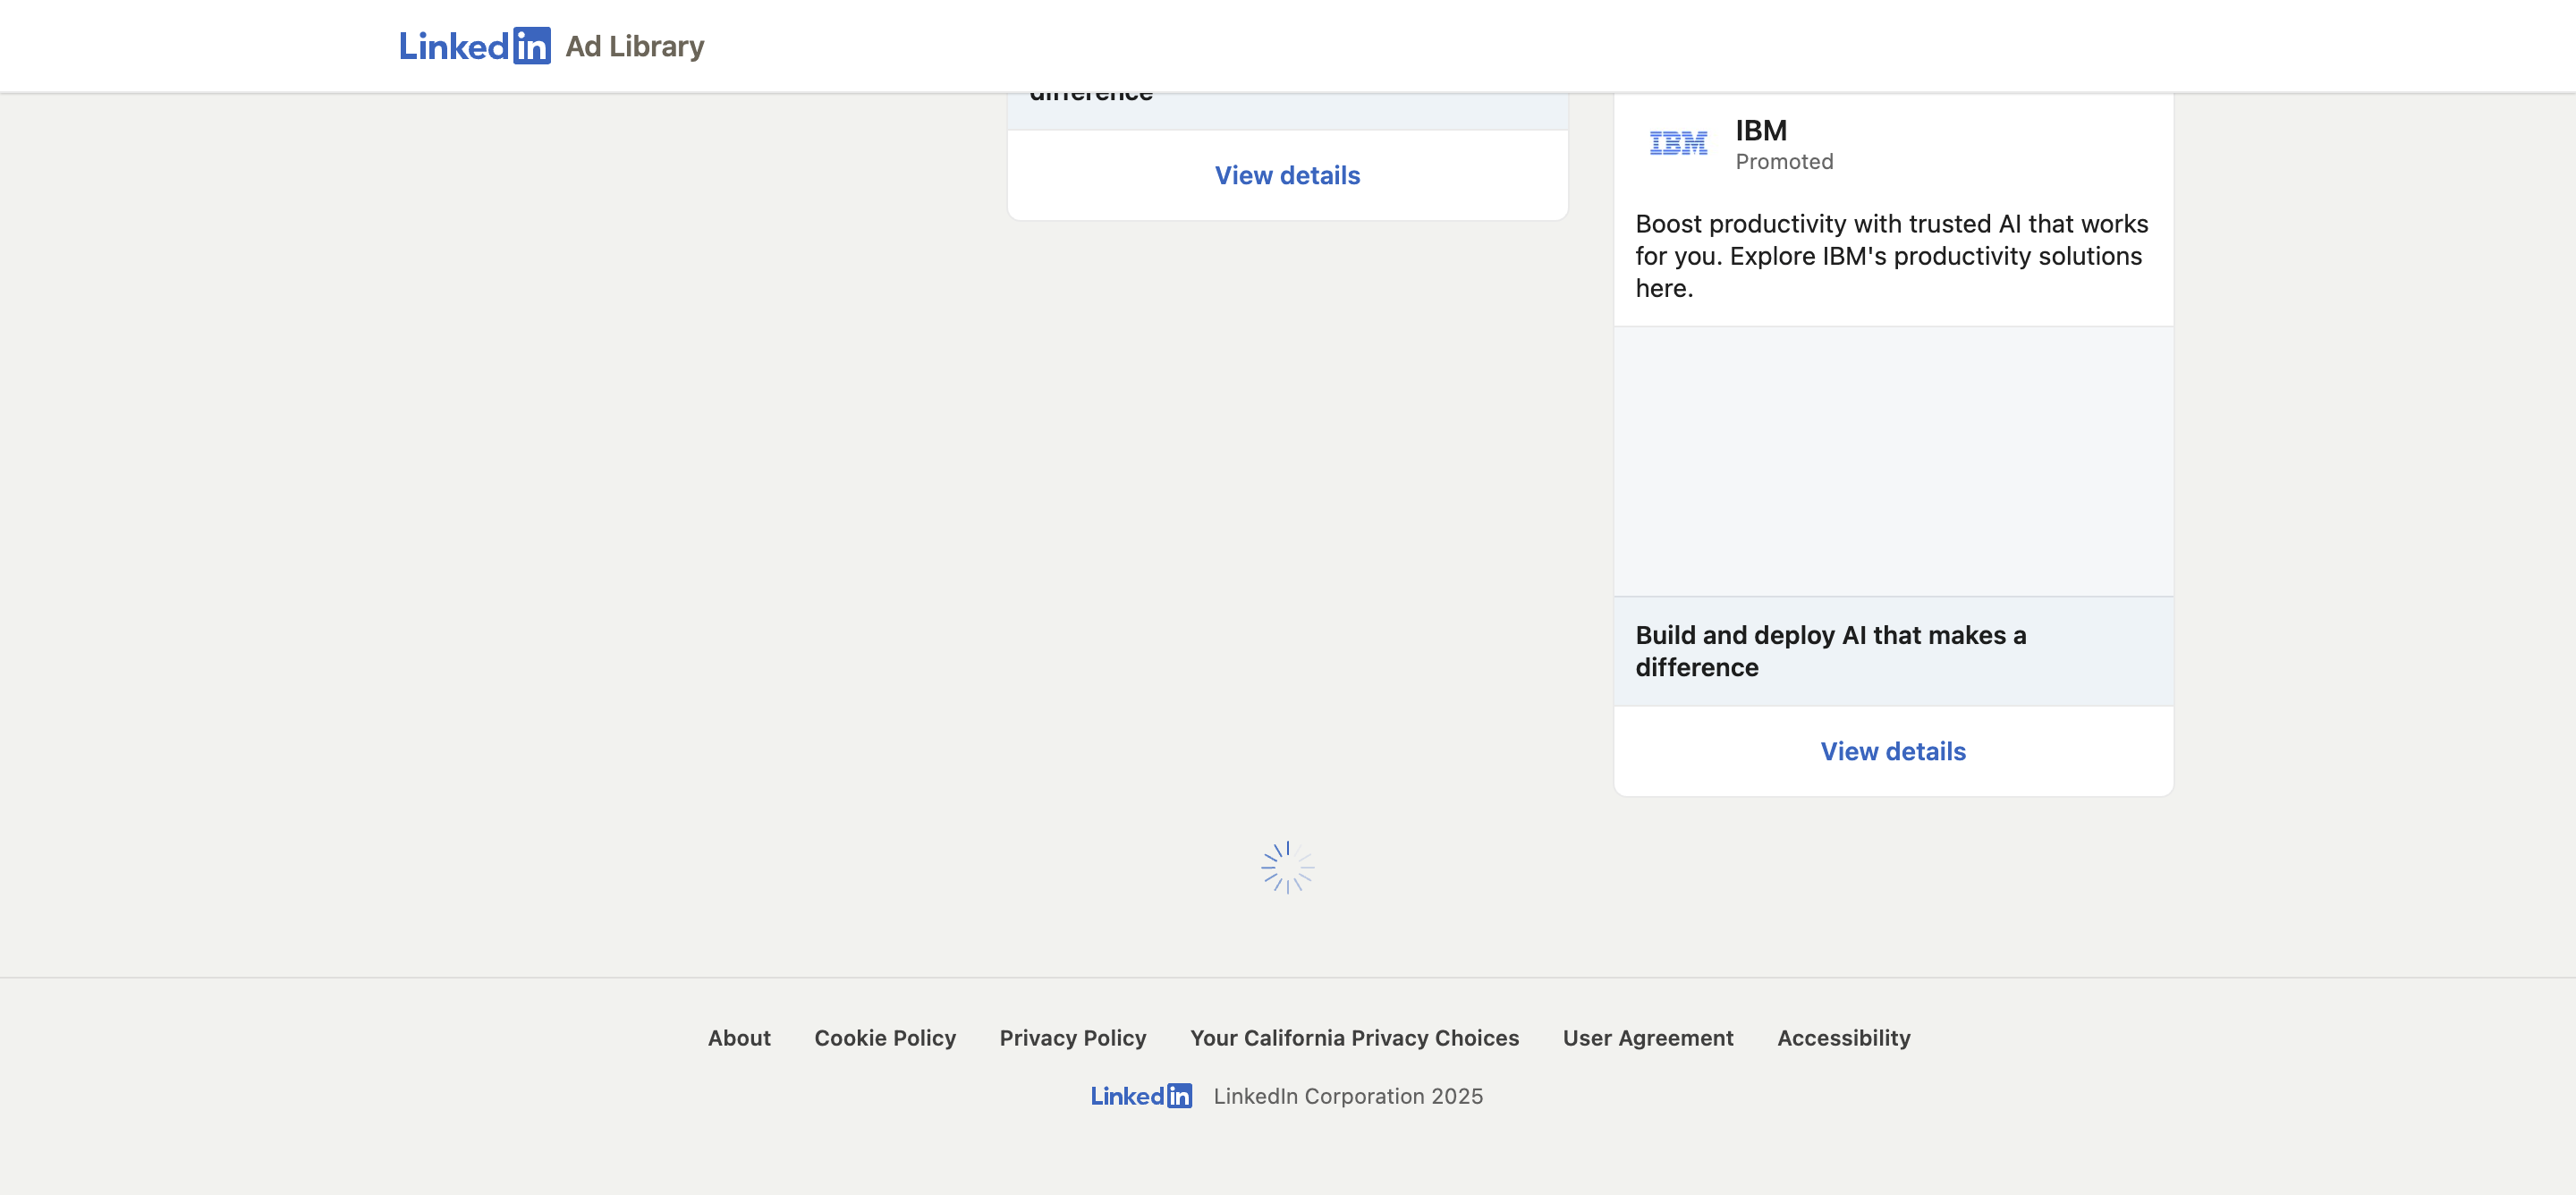 LinkedIn Ad Library
difference
View details
IBM
IBM
Promoted
Boost productivity with trusted AI that works
for you. Explore IBM's productivity solutions
here.
Build and deploy AI that makes a
difference
View details
About Cookie Policy Privacy Policy Your California Privacy Choices User Agreement Accessibility
LinkedIn LinkedIn Corporation 2025